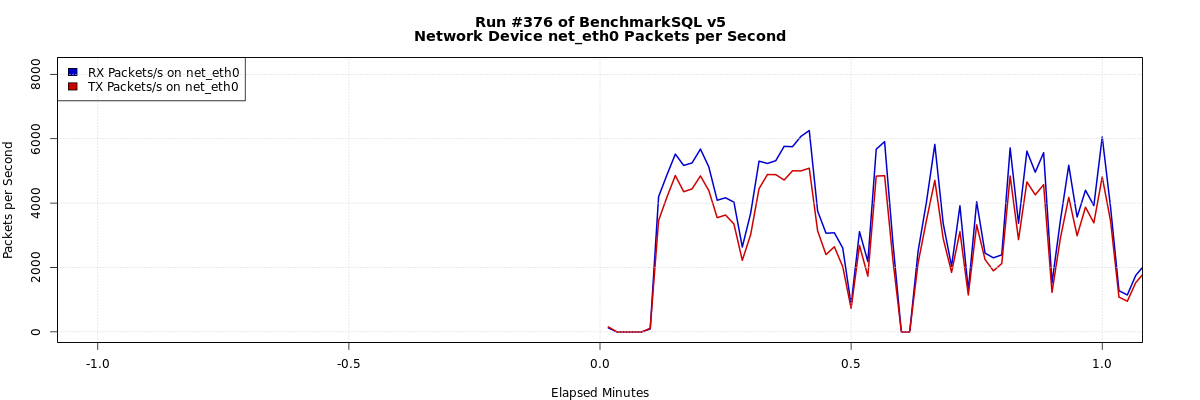 Run #376 of BenchmarkSQL v5
Network Device net_eth0 Packets per Second
RX Packets/s on net_eth0
TX Packets/s on net_eth0
Packets per Second
8000
6000
4000
2000
0
-1.0
-0.5
0.0
0.5
1.0
Elapsed Minutes